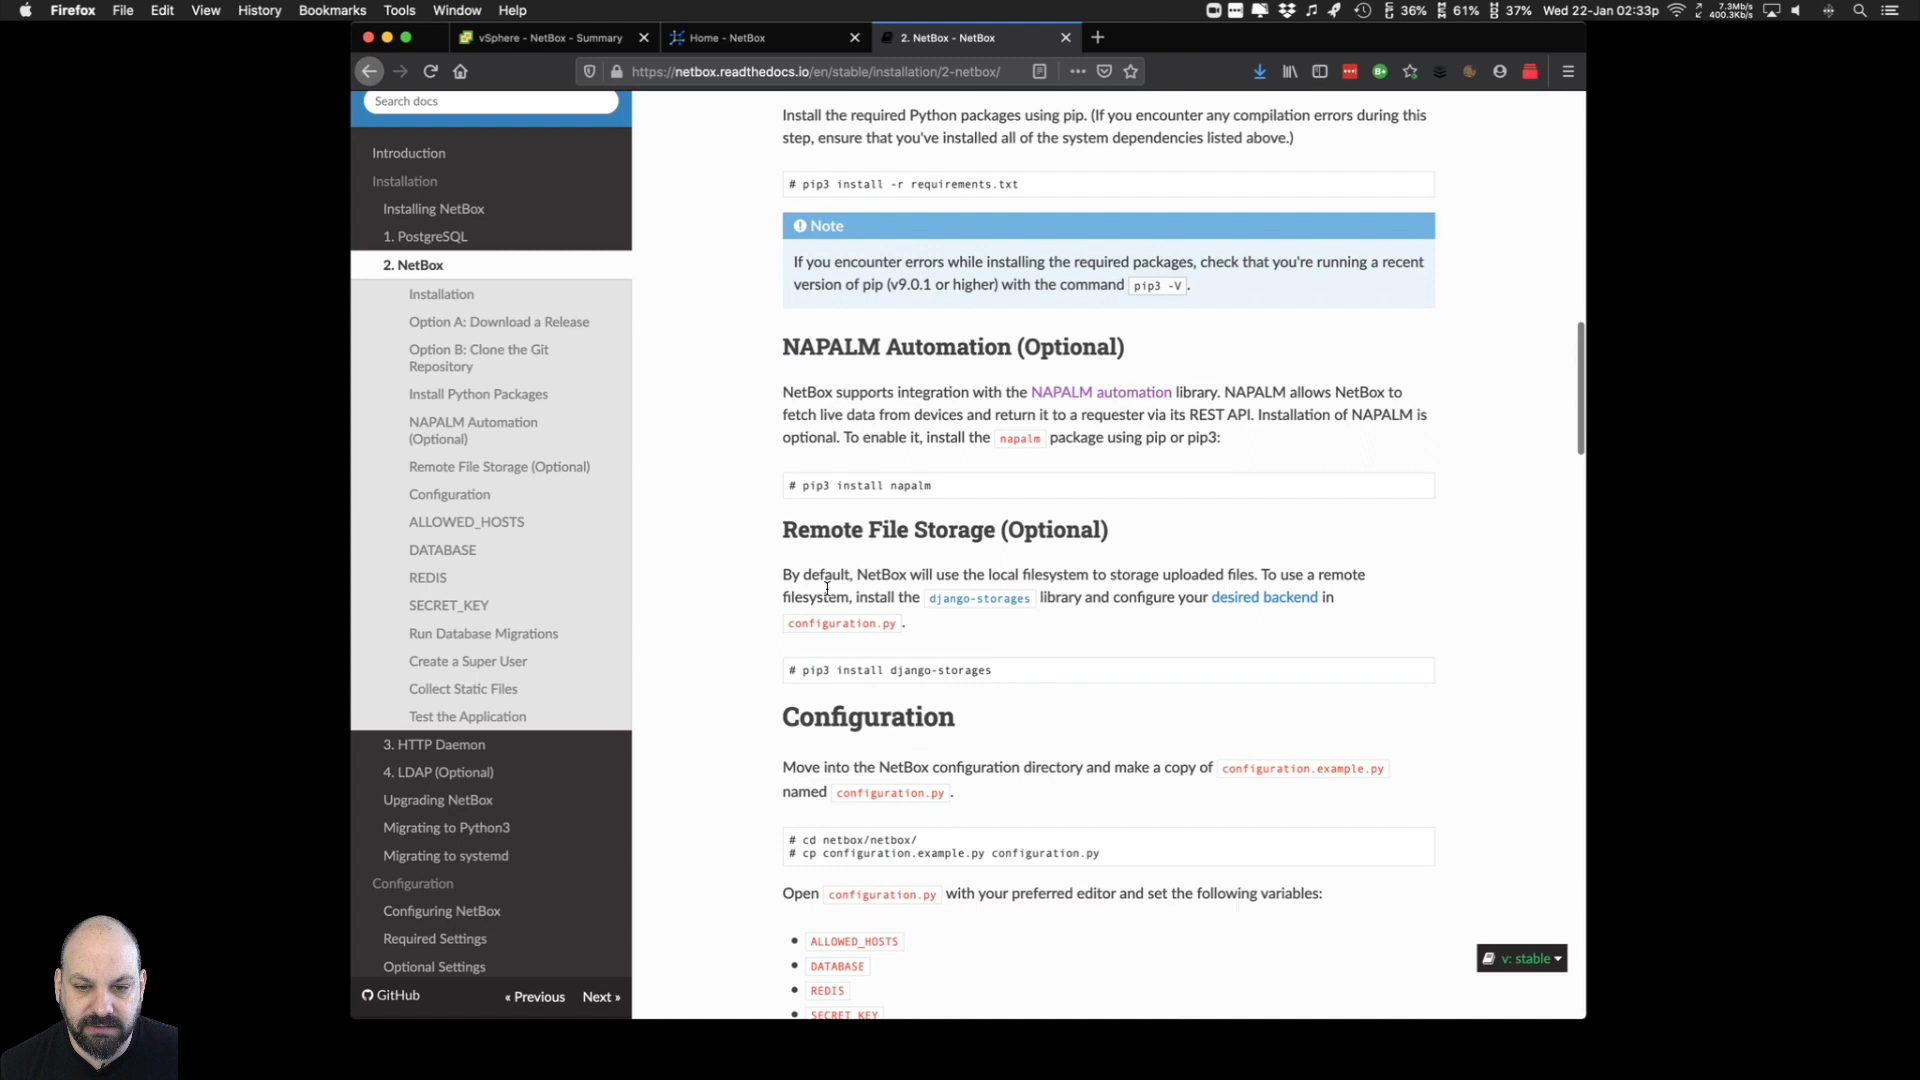 Firefox File Edit View History Bookmarks Tools Window Help
36% 61% 37% Wed 22-Jan 02:33p 7.3Mb/s 400.3Kb/s
vSphere - NetBox - Summary
Home - NetBox
2. NetBox - NetBox
https://netbox.readthedocs.io/en/stable/installation/2-netbox/
Search docs
Introduction
Installation
Installing NetBox
1. PostgreSQL
2. NetBox
Installation
Option A: Download a Release
Option B: Clone the Git
Repository
Install Python Packages
NAPALM Automation
(Optional)
Remote File Storage (Optional)
Configuration
ALLOWED_HOSTS
DATABASE
REDIS
SECRET_KEY
Run Database Migrations
Create a Super User
Collect Static Files
Test the Application
3. HTTP Daemon
4. LDAP (Optional)
Upgrading NetBox
Migrating to Python3
Migrating to systemd
Configuration
Configuring NetBox
Required Settings
Optional Settings
GitHub « Previous Next »
Install the required Python packages using pip. (If you encounter any compilation errors during this
step, ensure that you've installed all of the system dependencies listed above.)
# pip3 install -r requirements.txt
Note
If you encounter errors while installing the required packages, check that you're running a recent
version of pip (v9.0.1 or higher) with the command pip3 -V.
NAPALM Automation (Optional)
NetBox supports integration with the NAPALM automation library. NAPALM allows NetBox to
fetch live data from devices and return it to a requester via its REST API. Installation of NAPALM is
optional. To enable it, install the napalm package using pip or pip3:
# pip3 install napalm
Remote File Storage (Optional)
By default, NetBox will use the local filesystem to storage uploaded files. To use a remote
filesystem, install the django-storages library and configure your desired backend in
configuration.py.
# pip3 install django-storages
Configuration
Move into the NetBox configuration directory and make a copy of configuration.example.py
named configuration.py.
# cd netbox/netbox/
# cp configuration.example.py configuration.py
Open configuration.py with your preferred editor and set the following variables:
ALLOWED_HOSTS
DATABASE
REDIS
SECRET_KEY
v: stable